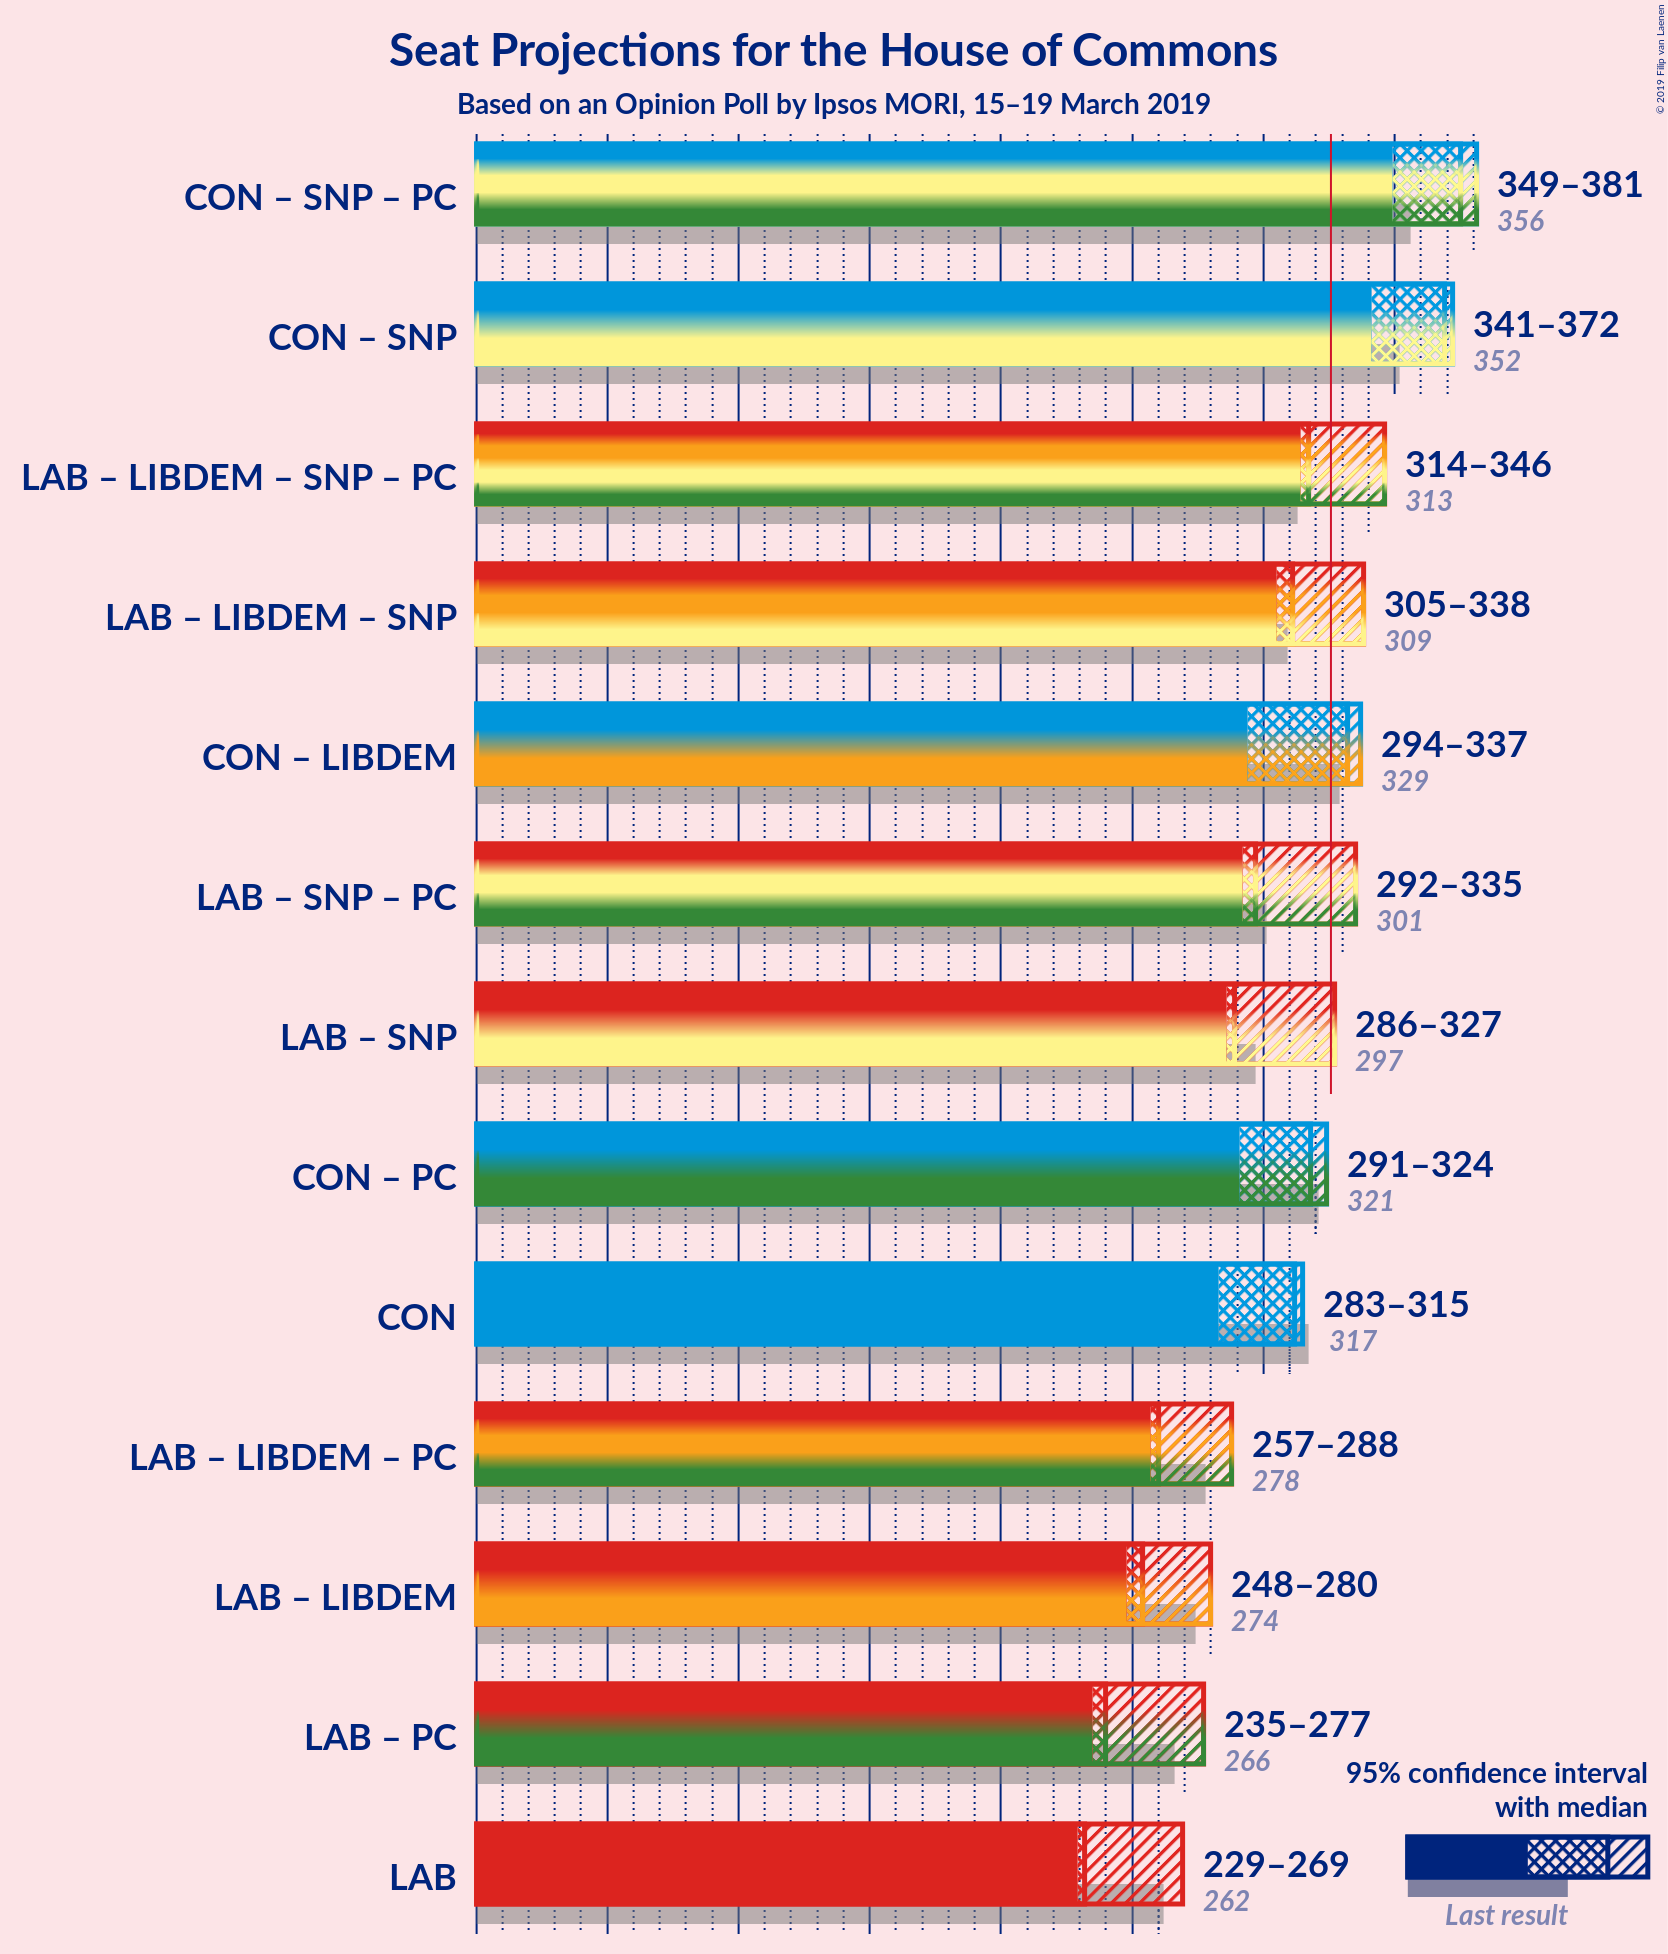 Seat Projections for the House of Commons
Based on an Opinion Poll by Ipsos MORI, 15–19 March 2019
© 2019 Filip van Laenen
CON – SNP – PC
349–381
356
CON – SNP
341–372
352
LAB – LIBDEM – SNP – PC
314–346
313
LAB – LIBDEM – SNP
305–338
309
CON – LIBDEM
294–337
329
LAB – SNP – PC
292–335
301
LAB – SNP
286–327
297
CON – PC
291–324
321
CON
283–315
317
LAB – LIBDEM – PC
257–288
278
LAB – LIBDEM
248–280
274
LAB – PC
235–277
266
LAB
229–269
262
95% confidence interval
with median
Last result